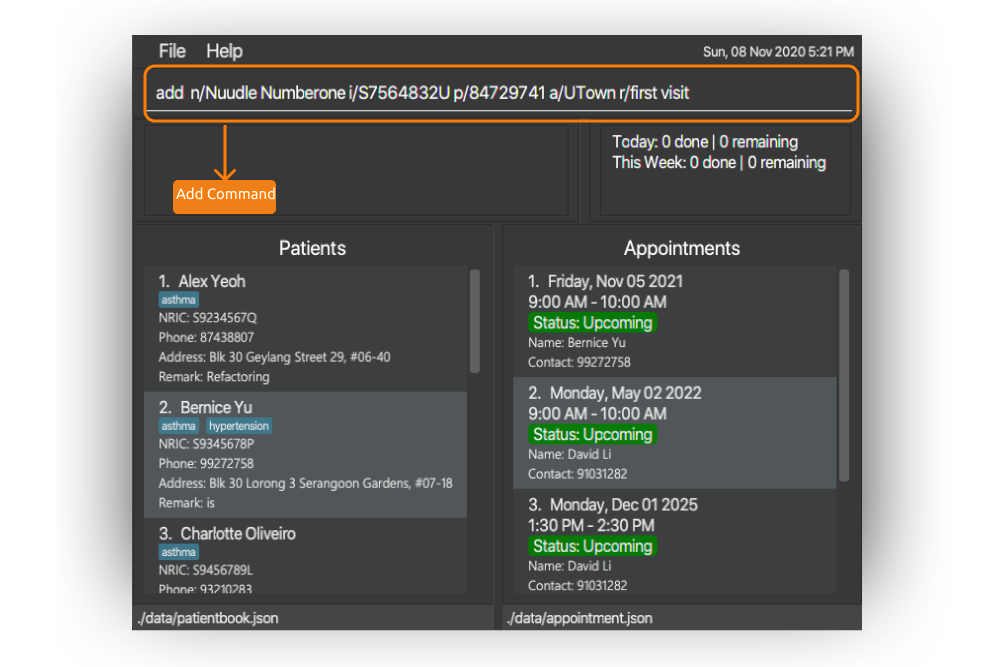 File Help
Sun, 08 Nov 2020 5:21 PM
add n/Nuudle Numberone i/S7564832U p/84729741 a/UTown r/first visit
Add Command
Today: 0 done | 0 remaining
This Week: 0 done | 0 remaining
Patients
1. Alex Yeoh
asthma
NRIC: S9234567Q
Phone: 87438807
Address: Blk 30 Geylang Street 29, #06-40
Remark: Refactoring
2. Bernice Yu
asthma hypertension
NRIC: S9345678P
Phone: 99272758
Address: Blk 30 Lorong 3 Serangoon Gardens, #07-18
Remark: is
3. Charlotte Oliveiro
asthma
NRIC: S9456789L
Phone: 93210283
./data/patientbook.json
Appointments
1. Friday, Nov 05 2021
9:00 AM - 10:00 AM
Status: Upcoming
Name: Bernice Yu
Contact: 99272758
2. Monday, May 02 2022
9:00 AM - 10:00 AM
Status: Upcoming
Name: David Li
Contact: 91031282
3. Monday, Dec 01 2025
1:30 PM - 2:30 PM
Status: Upcoming
Name: David Li
Contact: 91031282
./data/appointment.json